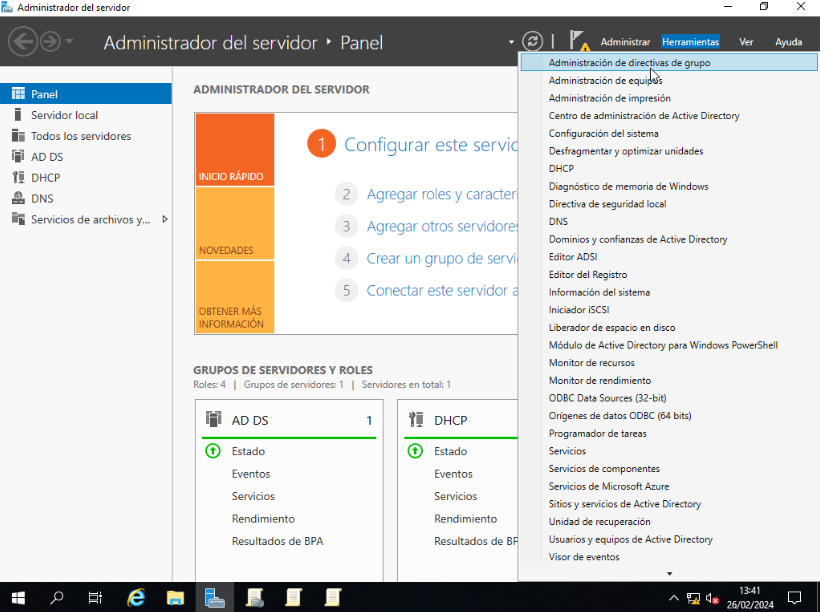 Administrador del servidor
Administrador del servidor ‣ Panel
Administrar Herramientas Ver Ayuda
Panel
Servidor local
Todos los servidores
AD DS
DHCP
DNS
Servicios de archivos y...
ADMINISTRADOR DEL SERVIDOR
INICIO RÁPIDO
NOVEDADES
OBTENER MÁS
INFORMACIÓN
1 Configurar este servic
2 Agregar roles y caracterí
3 Agregar otros servidores
4 Crear un grupo de servi
5 Conectar este servidor a
GRUPOS DE SERVIDORES Y ROLES
Roles: 4 | Grupos de servidores: 1 | Servidores en total: 1
AD DS 1
Estado
Eventos
Servicios
Rendimiento
Resultados de BPA
DHCP
Estado
Eventos
Servicios
Rendimiento
Resultados de BP
Administración de directivas de grupo
Administración de equipos
Administración de impresión
Centro de administración de Active Directory
Configuración del sistema
Desfragmentar y optimizar unidades
DHCP
Diagnóstico de memoria de Windows
Directiva de seguridad local
DNS
Dominios y confianzas de Active Directory
Editor ADSI
Editor del Registro
Información del sistema
Iniciador iSCSI
Liberador de espacio en disco
Módulo de Active Directory para Windows PowerShell
Monitor de recursos
Monitor de rendimiento
ODBC Data Sources (32-bit)
Orígenes de datos ODBC (64 bits)
Programador de tareas
Servicios
Servicios de componentes
Servicios de Microsoft Azure
Sitios y servicios de Active Directory
Unidad de recuperación
Usuarios y equipos de Active Directory
Visor de eventos
13:41
26/02/2024